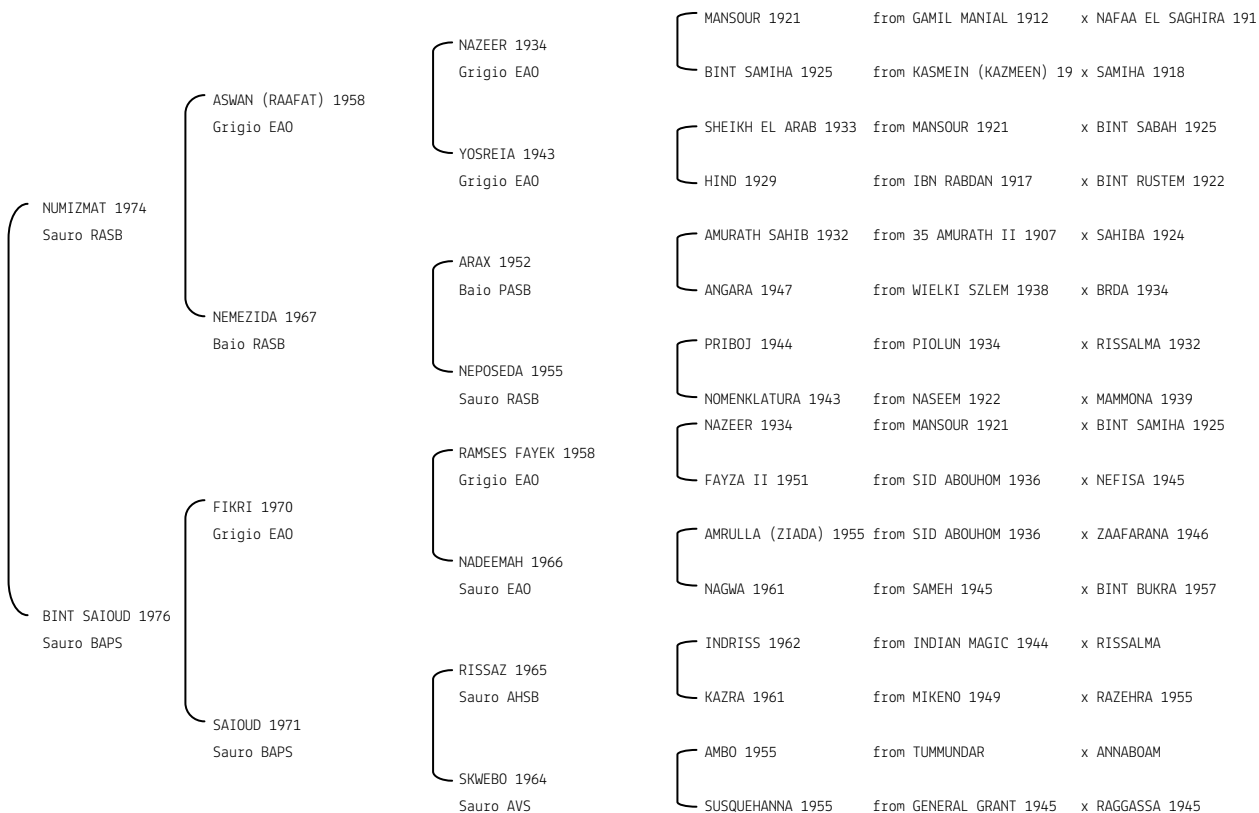 MANSOUR 1921 from GAMIL MANIAL 1912 x NAFAA EL SAGHIRA 191
NAZEER 1934
Grigio EAO
BINT SAMIHA 1925 from KASMEIN (KAZMEEN) 19 x SAMIHA 1918
ASWAN (RAAFAT) 1958
Grigio EAO
SHEIKH EL ARAB 1933 from MANSOUR 1921 x BINT SABAH 1925
YOSREIA 1943
Grigio EAO
HIND 1929 from IBN RABDAN 1917 x BINT RUSTEM 1922
NUMIZMAT 1974
Sauro RASB
AMURATH SAHIB 1932 from 35 AMURATH II 1907 x SAHIBA 1924
ARAX 1952
Baio PASB
ANGARA 1947 from WIELKI SZLEM 1938 x BRDA 1934
NEMEZIDA 1967
Baio RASB
PRIBOJ 1944 from PIOLUN 1934 x RISSALMA 1932
NEPOSEDA 1955
Sauro RASB
NOMENKLATURA 1943 from NASEEM 1922 x MAMMONA 1939
NAZEER 1934 from MANSOUR 1921 x BINT SAMIHA 1925
RAMSES FAYEK 1958
Grigio EAO
FAYZA II 1951 from SID ABOUHOM 1936 x NEFISA 1945
FIKRI 1970
Grigio EAO
AMRULLA (ZIADA) 1955 from SID ABOUHOM 1936 x ZAAFARANA 1946
NADEEMAH 1966
Sauro EAO
NAGWA 1961 from SAMEH 1945 x BINT BUKRA 1957
BINT SAIOUD 1976
Sauro BAPS
INDRISS 1962 from INDIAN MAGIC 1944 x RISSALMA
RISSAZ 1965
Sauro AHSB
KAZRA 1961 from MIKENO 1949 x RAZEHRA 1955
SAIOUD 1971
Sauro BAPS
AMBO 1955 from TUMMUNDAR x ANNABOAM
SKWEBO 1964
Sauro AVS
SUSQUEHANNA 1955 from GENERAL GRANT 1945 x RAGGASSA 1945